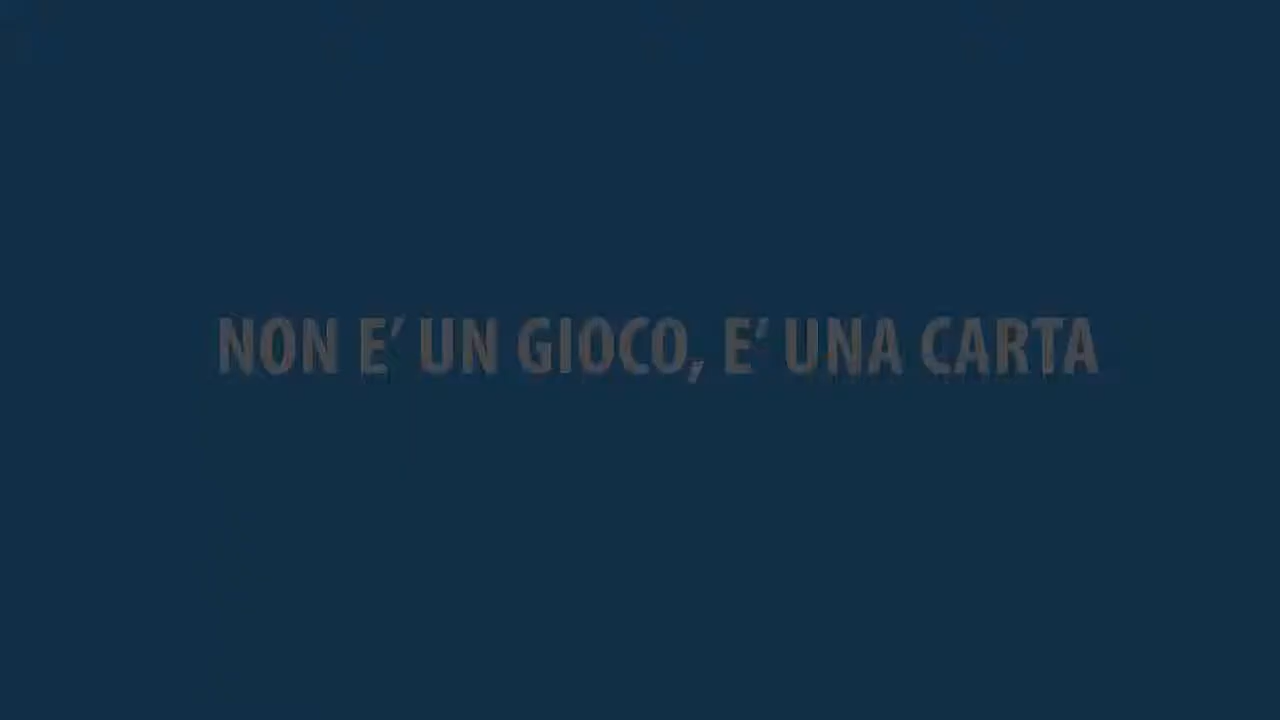 NON E’ UN GIOCO, E’ UNA CARTA